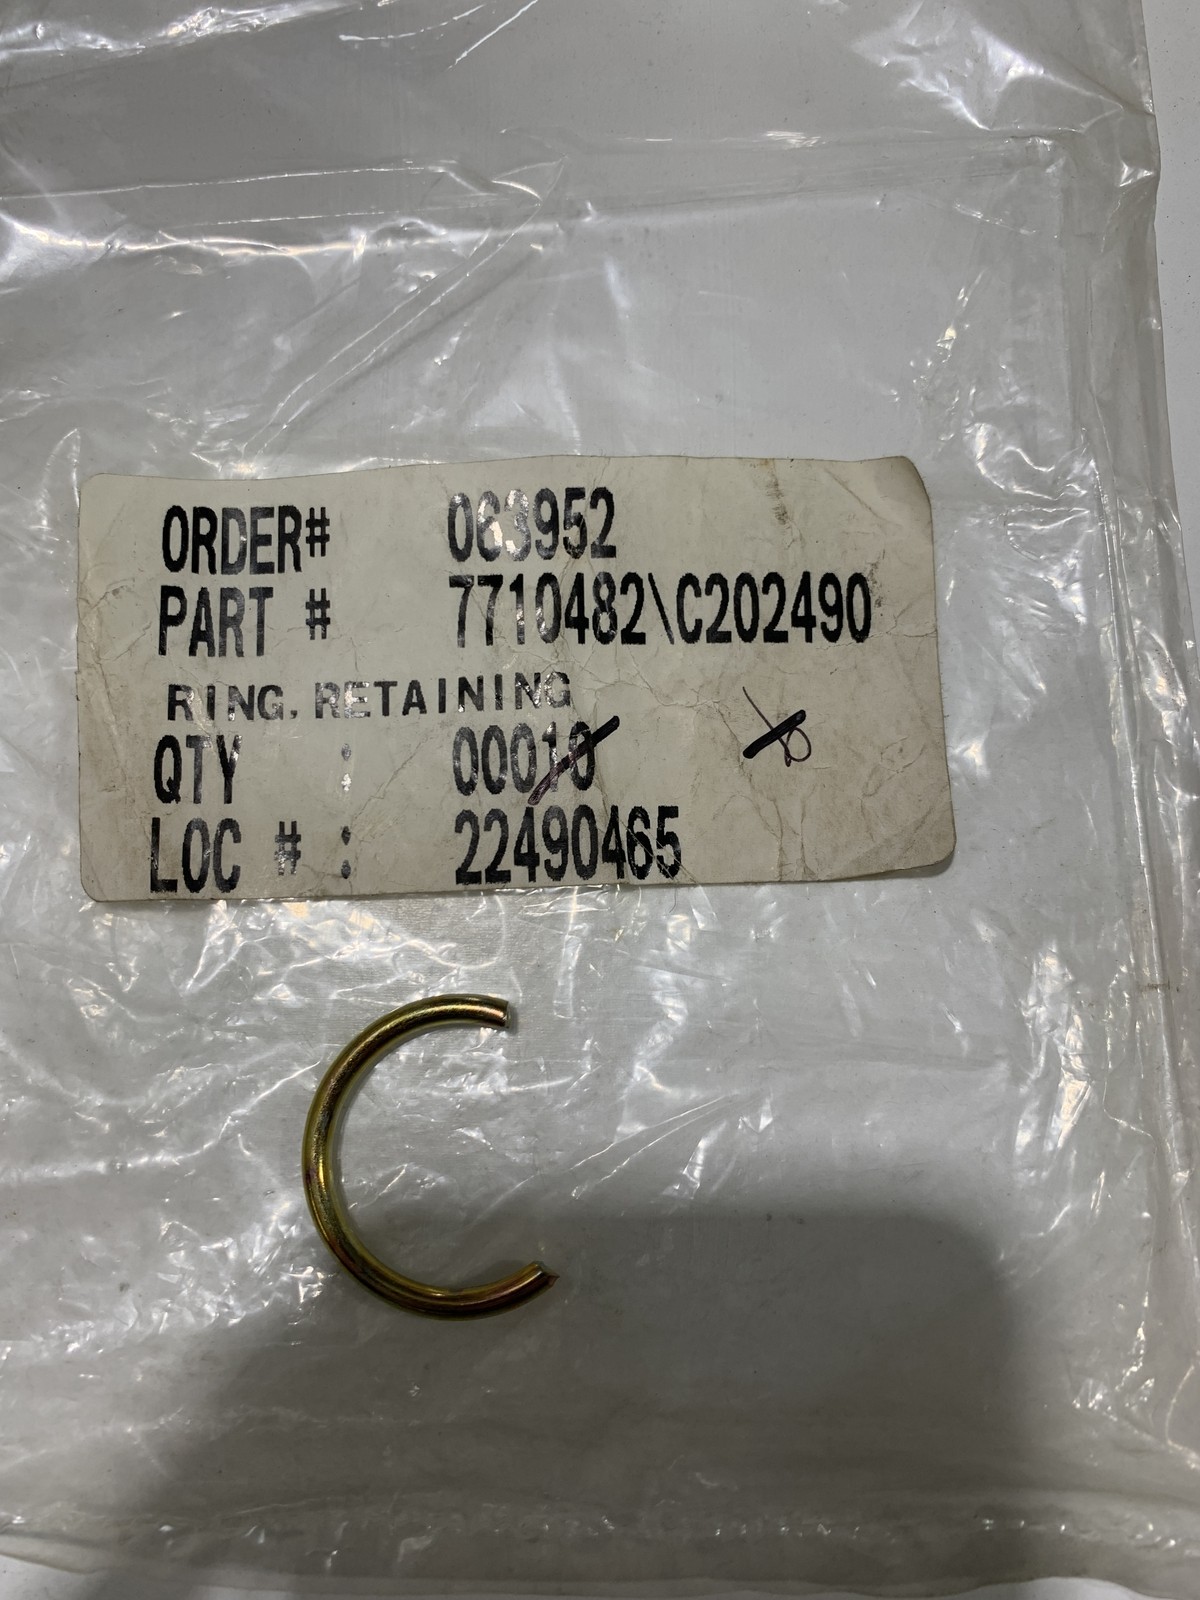 ORDER# 063952
PART # 7710482\C202490
RING, RETAINING
QTY : 00010
LOC # : 22490465